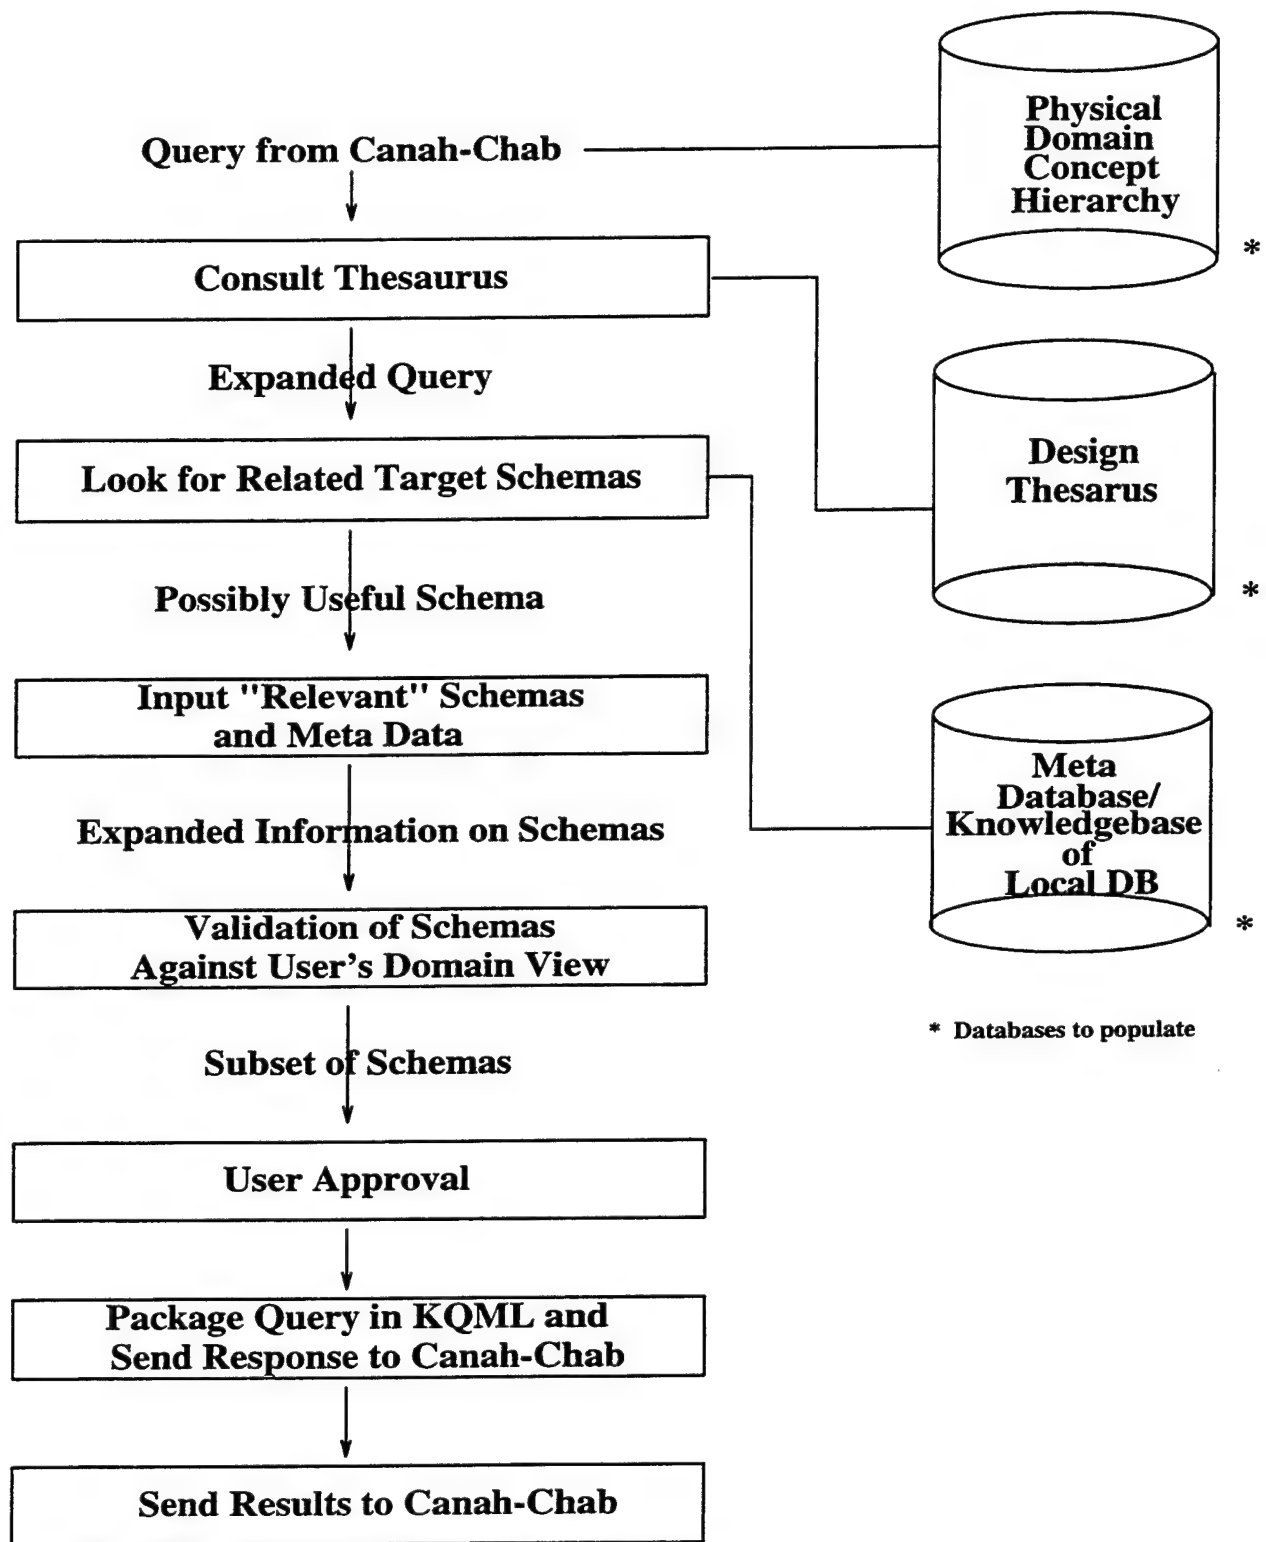 Query from Canah-Chab
Consult Thesaurus
Expanded Query
Look for Related Target Schemas
Possibly Useful Schema
Input "Relevant" Schemas
and Meta Data
Expanded Information on Schemas
Validation of Schemas
Against User's Domain View
Subset of Schemas
User Approval
Package Query in KQML and
Send Response to Canah-Chab
Send Results to Canah-Chab
Physical
Domain
Concept
Hierarchy
*
Design
Thesarus
*
Meta
Database/
Knowledgebase
of
Local DB
*
* Databases to populate